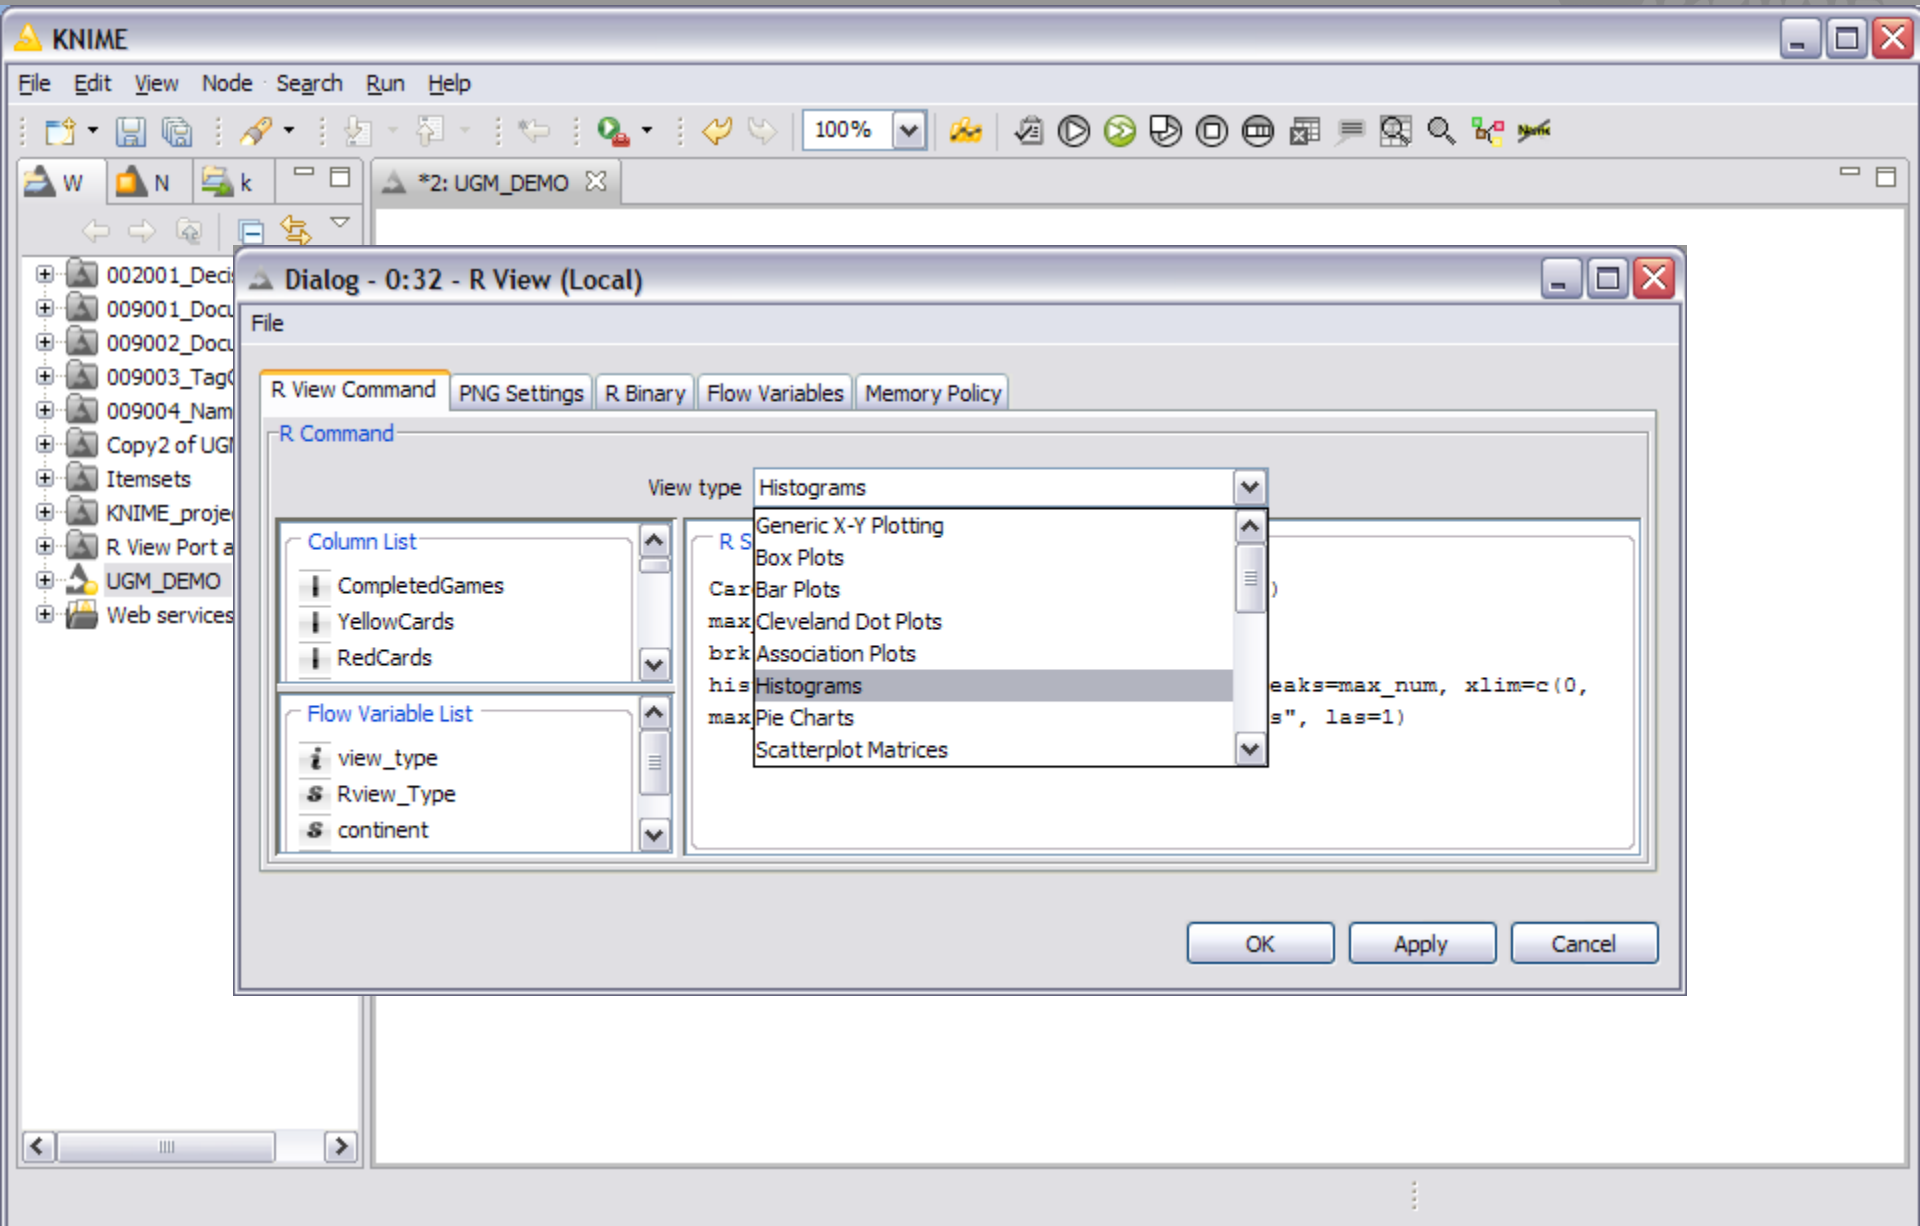 KNIME
File Edit View Node Search Run Help
100%
W N k
*2: UGM_DEMO
002001_Decis
009001_Docu
009002_Docu
009003_Tag
009004_Nam
Copy2 of UGM
Itemsets
KNIME_projec
R View Port a
UGM_DEMO
Web services
Dialog - 0:32 - R View (Local)
File
R View Command PNG Settings R Binary Flow Variables Memory Policy
R Command
View type Histograms
Generic X-Y Plotting
Box Plots
Bar Plots
Cleveland Dot Plots
Association Plots
Histograms
Pie Charts
Scatterplot Matrices
Column List
CompletedGames
YellowCards
RedCards
Flow Variable List
view_type
Rview_Type
continent
R S
Car )
max
brk
his eaks=max_num, xlim=c(0,
max s", las=1)
OK Apply Cancel